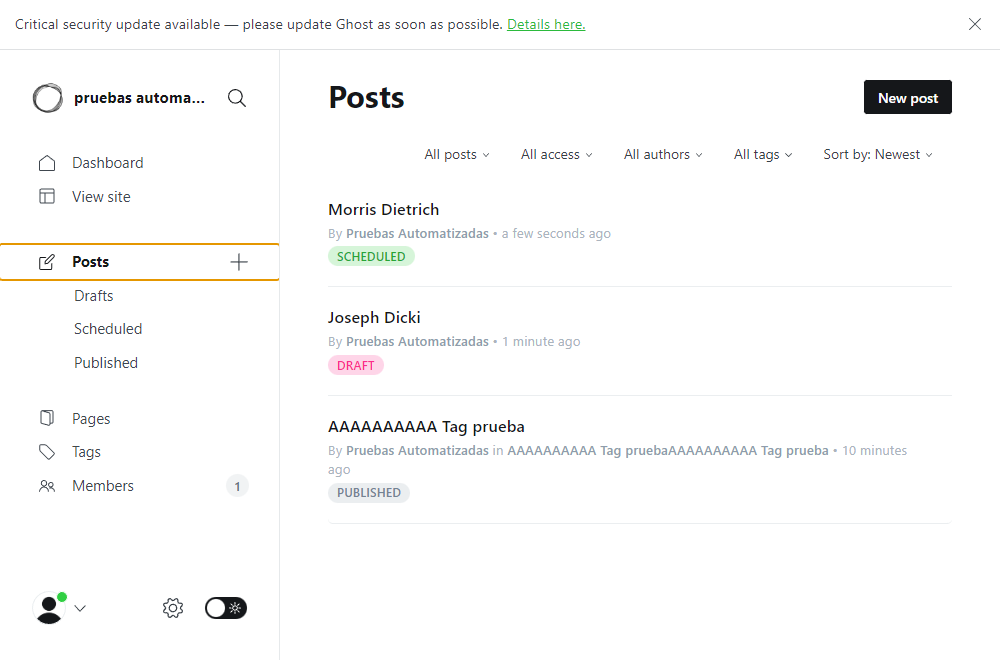 Critical security update available — please update Ghost as soon as possible. Details here.
pruebas automa...
Dashboard
View site
Posts
Drafts
Scheduled
Published
Pages
Tags
Members 1
Posts
New post
All posts All access All authors All tags Sort by: Newest
Morris Dietrich
By Pruebas Automatizadas • a few seconds ago
SCHEDULED
Joseph Dicki
By Pruebas Automatizadas • 1 minute ago
DRAFT
AAAAAAAAAA Tag prueba
By Pruebas Automatizadas in AAAAAAAAAA Tag pruebaAAAAAAAAAA Tag prueba • 10 minutes
ago
PUBLISHED